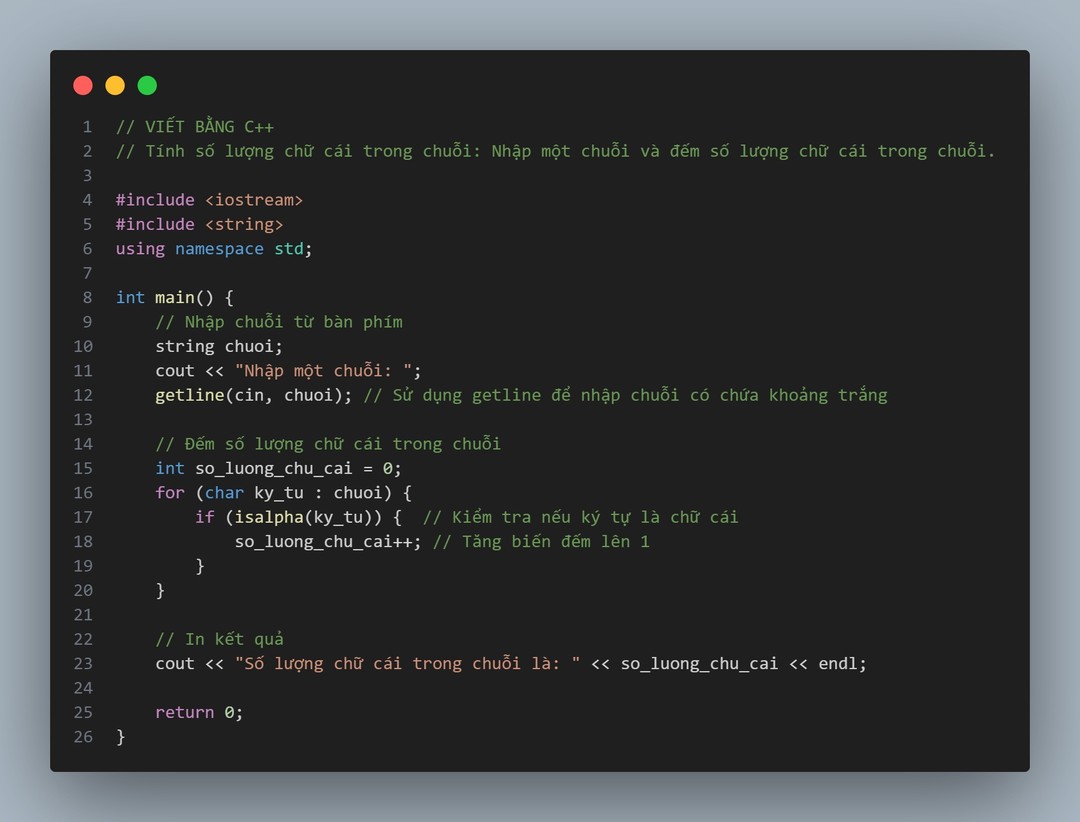 1 // VIẾT BẰNG C++
2 // Tính số lượng chữ cái trong chuỗi: Nhập một chuỗi và đếm số lượng chữ cái trong chuỗi.
3
4 #include <iostream>
5 #include <string>
6 using namespace std;
7
8 int main() {
9     // Nhập chuỗi từ bàn phím
10     string chuoi;
11     cout << "Nhập một chuỗi: ";
12     getline(cin, chuoi); // Sử dụng getline để nhập chuỗi có chứa khoảng trắng
13
14     // Đếm số lượng chữ cái trong chuỗi
15     int so_luong_chu_cai = 0;
16     for (char ky_tu : chuoi) {
17         if (isalpha(ky_tu)) {  // Kiểm tra nếu ký tự là chữ cái
18             so_luong_chu_cai++; // Tăng biến đếm lên 1
19         }
20     }
21
22     // In kết quả
23     cout << "Số lượng chữ cái trong chuỗi là: " << so_luong_chu_cai << endl;
24
25     return 0;
26 }